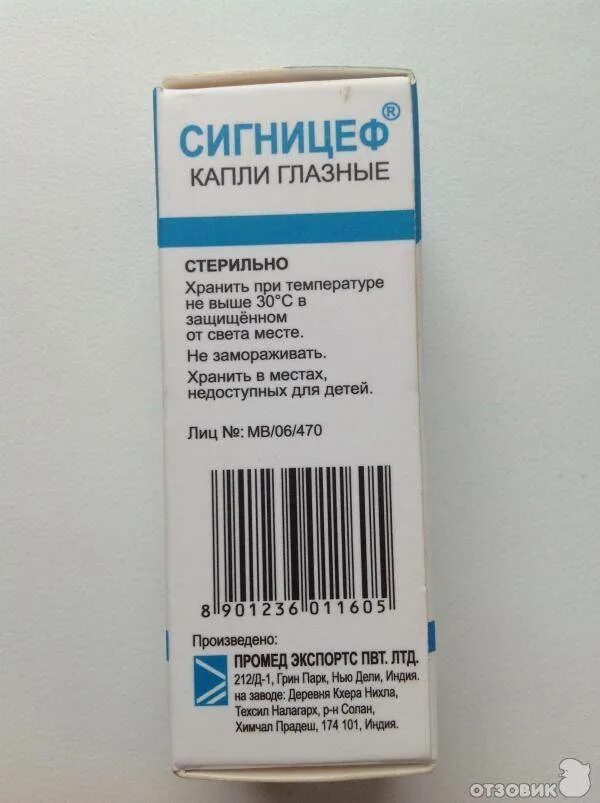 СИГНИЦЕФ®
КАПЛИ ГЛАЗНЫЕ
СТЕРИЛЬНО
Хранить при температуре
не выше 30°С в
защищённом
от света месте.
Не замораживать.
Хранить в местах,
недоступных для детей.
Лиц №: МВ/06/470
8 901236 011605
Произведено:
ПРОМЕД ЭКСПОРТС ПВТ. ЛТД.
212/Д-1, Грин Парк, Нью Дели, Индия.
на заводе: Деревня Кхера Нихла,
Техсил Налагарх, р-н Солан,
Химчал Прадеш, 174 101, Индия.
ОТЗОВИК